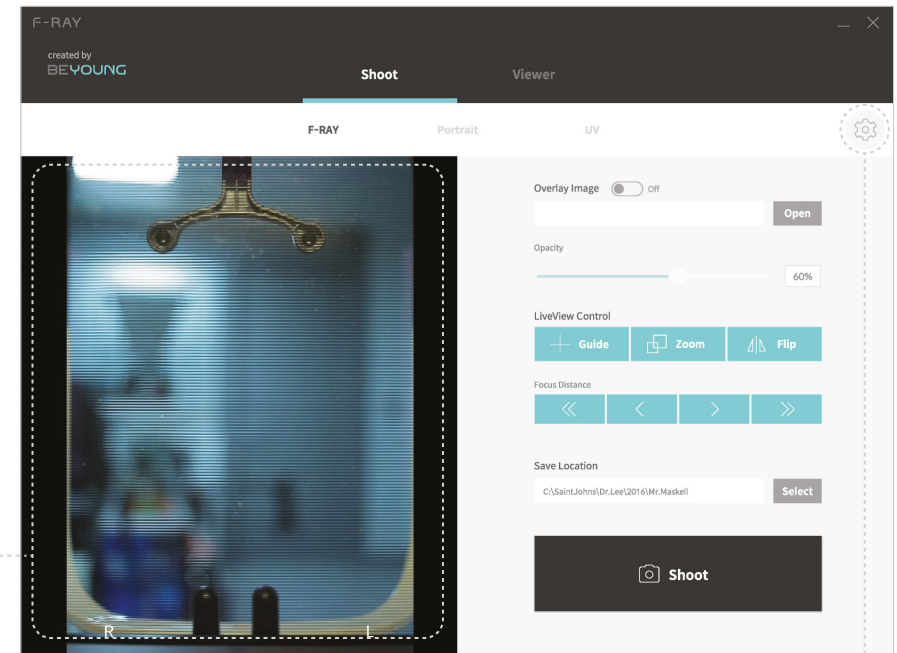 F-RAY
created by
BEYOUNG
Shoot Viewer
F-RAY Portrait UV
Overlay Image Off
Open
Opacity
60%
LiveView Control
Guide Zoom Flip
Focus Distance
Save Location
C:\SaintJohns\Dr.Lee\2016\Mr.Maskell Select
Shoot
R L